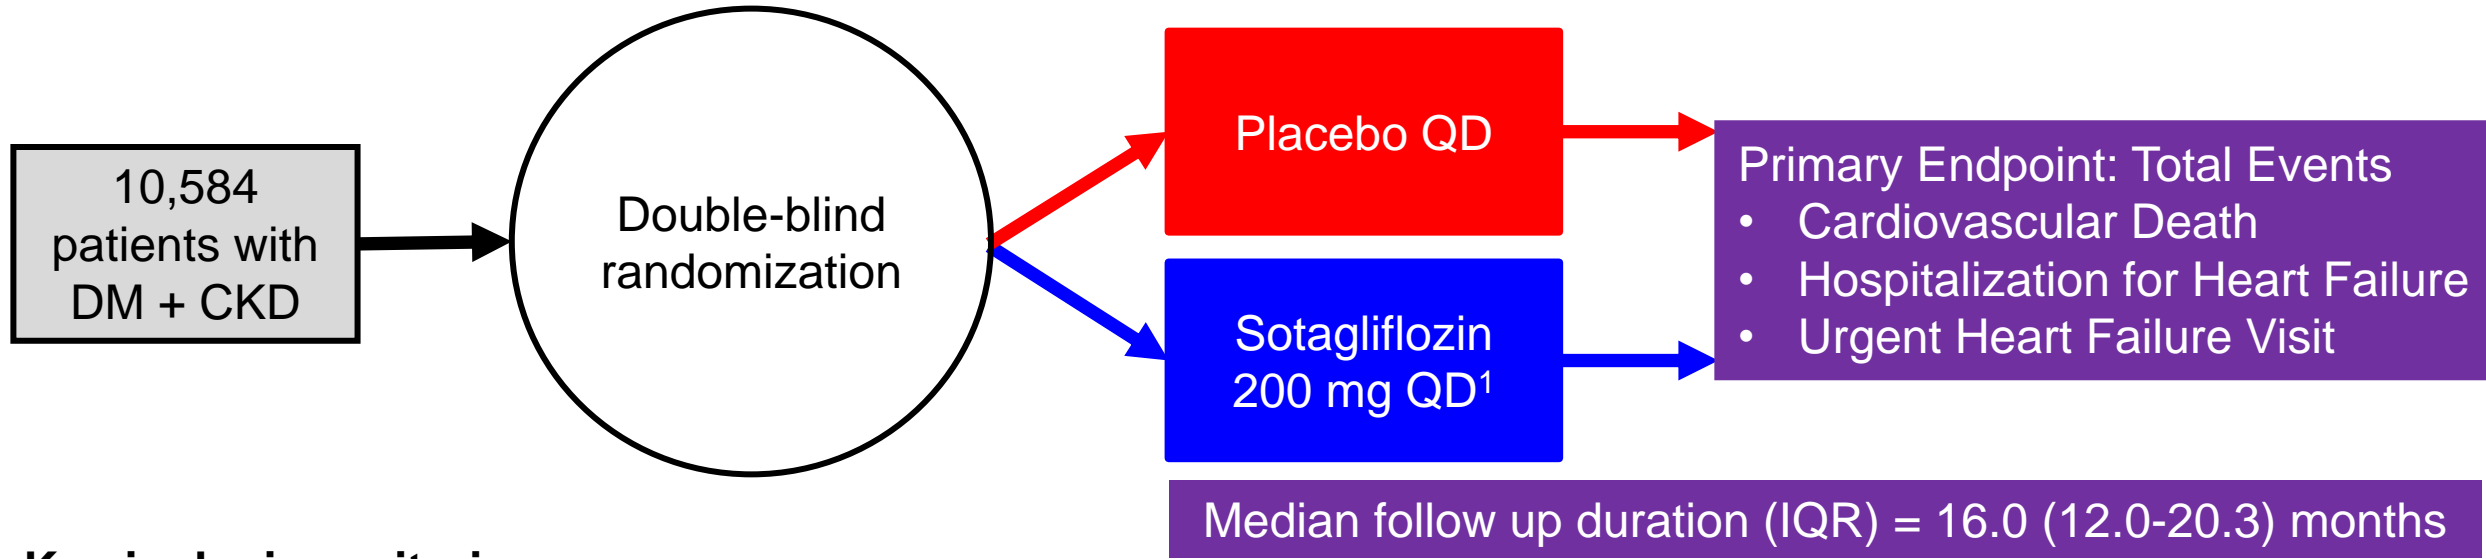 10,584
patients with
DM + CKD
Double-blind
randomization
Placebo QD
Sotagliflozin
200 mg QD¹
Primary Endpoint: Total Events
• Cardiovascular Death
• Hospitalization for Heart Failure
• Urgent Heart Failure Visit
Median follow up duration (IQR) = 16.0 (12.0-20.3) months